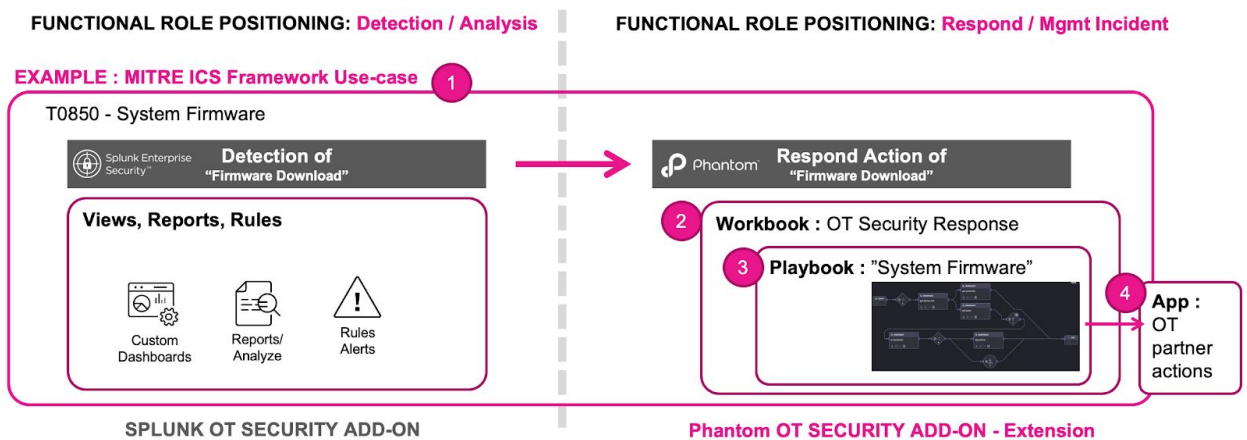 FUNCTIONAL ROLE POSITIONING: Detection / Analysis
FUNCTIONAL ROLE POSITIONING: Respond / Mgmt Incident
EXAMPLE : MITRE ICS Framework Use-case
1
T0850 - System Firmware
Splunk Enterprise
Security™
Detection of
“Firmware Download”
Phantom
Respond Action of
“Firmware Download”
Views, Reports, Rules
Custom
Dashboards
Reports/
Analyze
Rules
Alerts
2
Workbook : OT Security Response
3
Playbook : ”System Firmware”
4
App :
OT
partner
actions
SPLUNK OT SECURITY ADD-ON
Phantom OT SECURITY ADD-ON - Extension